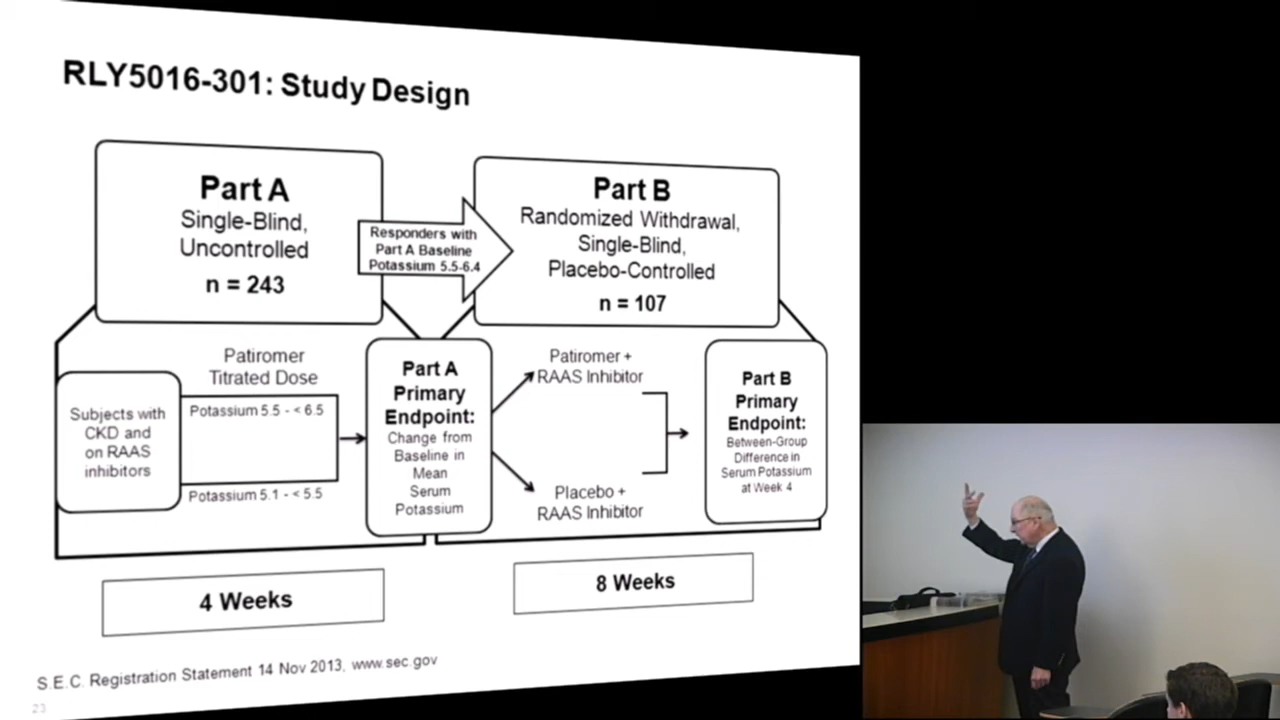 RLY5016-301: Study Design
Part A
Single-Blind,
Uncontrolled
n = 243
Responders with
Part A Baseline
Potassium 5.5-6.4
Part B
Randomized Withdrawal,
Single-Blind,
Placebo-Controlled
n = 107
Subjects with
CKD and
on RAAS
inhibitors
Patiromer
Titrated Dose
Potassium 5.5 - < 6.5
Potassium 5.1 - < 5.5
Part A
Primary
Endpoint:
Change from
Baseline in
Mean
Serum
Potassium
Patiromer +
RAAS Inhibitor
Placebo +
RAAS Inhibitor
Part B
Primary
Endpoint:
Between-Group
Difference in
Serum Potassium
at Week 4
4 Weeks
8 Weeks
S.E.C. Registration Statement 14 Nov 2013, www.sec.gov
23